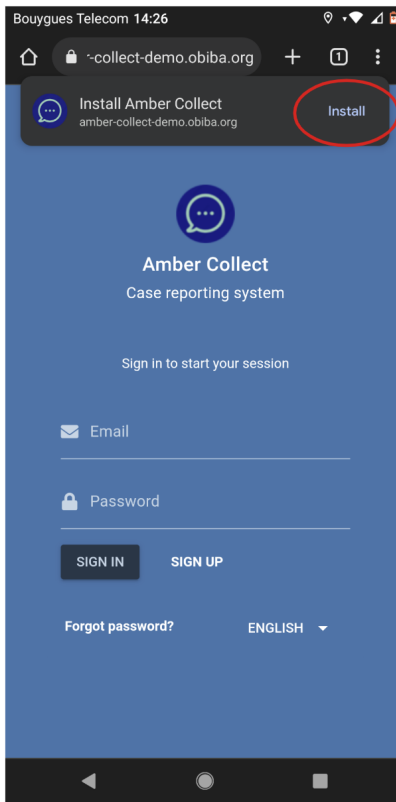 Bouygues Telecom 14:26
r-collect-demo.obiba.org
1
Install Amber Collect
amber-collect-demo.obiba.org
Install
Amber Collect
Case reporting system
Sign in to start your session
Email
Password
SIGN IN SIGN UP
Forgot password? ENGLISH